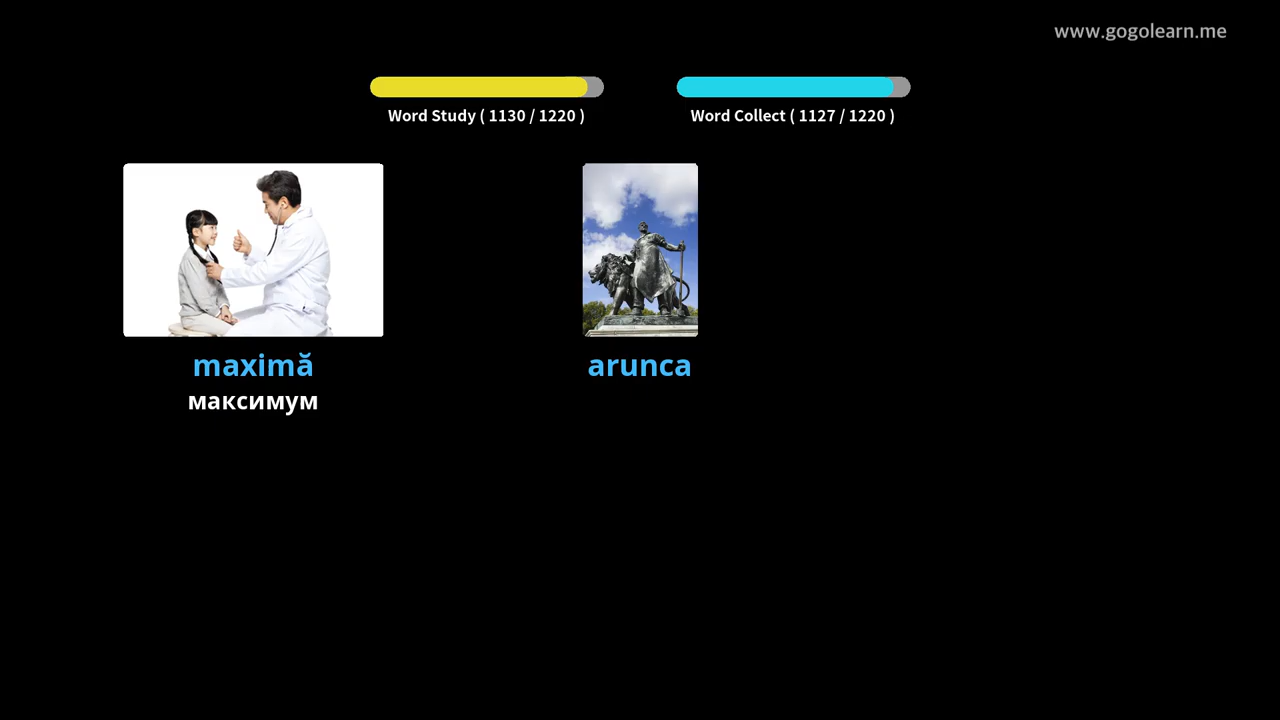 www.gogolearn.me
Word Study ( 1130 / 1220 )
Word Collect ( 1127 / 1220 )
maximă
максимум
arunca